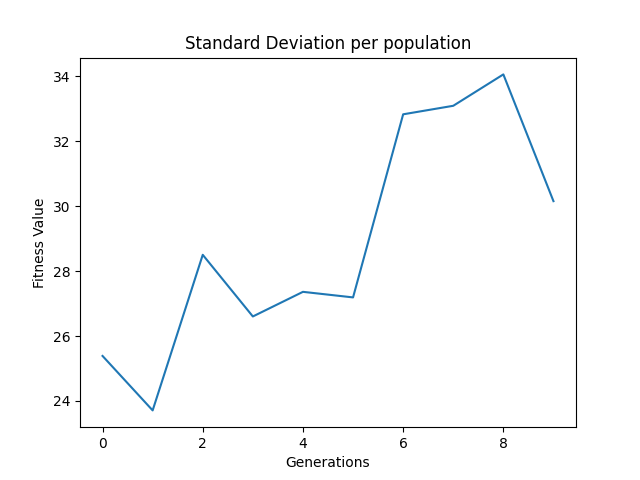 Standard Deviation per population
34
32
30
28
26
24
Fitness Value
0 2 4 6 8
Generations